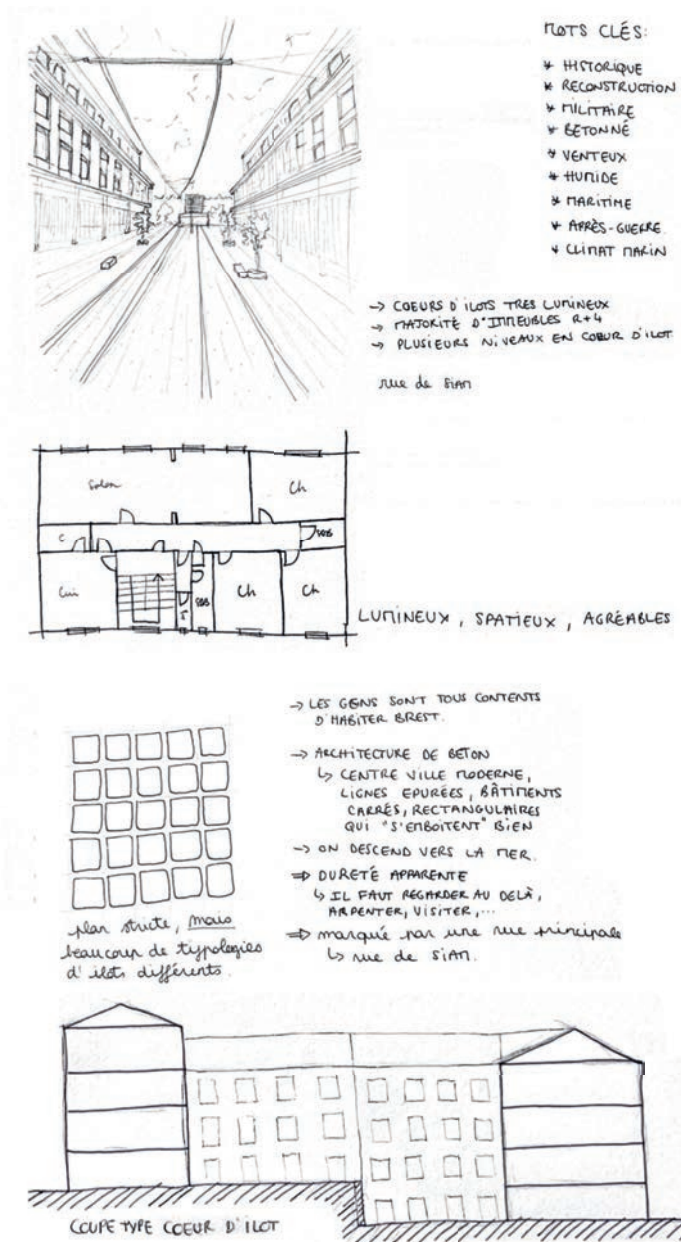 MOTS CLÉS:
* HISTORIQUE
* RECONSTRUCTION
* MILITAIRE
* BETONNÉ
* VENTEUX
* HUMIDE
* MARITIME
* APRÈS-GUERRE
* CLIMAT MARIN
→ COEURS D'ILOTS TRES LUMINEUX
→ MAJORITÉ D'IMMEUBLES R+4
→ PLUSIEURS NIVEAUX EN COEUR D'ILOT
rue de SIAM
Salon
Ch
C
SDB
Cui
SDB
Ch
Ch
LUMINEUX, SPATIEUX, AGRÉABLES
→ LES GENS SONT TOUS CONTENTS
D'HABITER BREST.
→ ARCHITECTURE DE BETON
↳ CENTRE VILLE MODERNE,
LIGNES EPURÉES, BÂTIMENTS
CARRÉS, RECTANGULAIRES
QUI "S'EMBOITENT" BIEN
→ ON DESCEND VERS LA MER.
⇒ DURETÉ APPARENTE
↳ IL FAUT REGARDER AU DELÀ,
ARPENTER, VISITER,...
⇒ marqué par une rue principale
↳ rue de SIAM.
plan stricte, mais
beaucoup de typologies
d'ilots différents.
COUPE TYPE COEUR D'ILOT